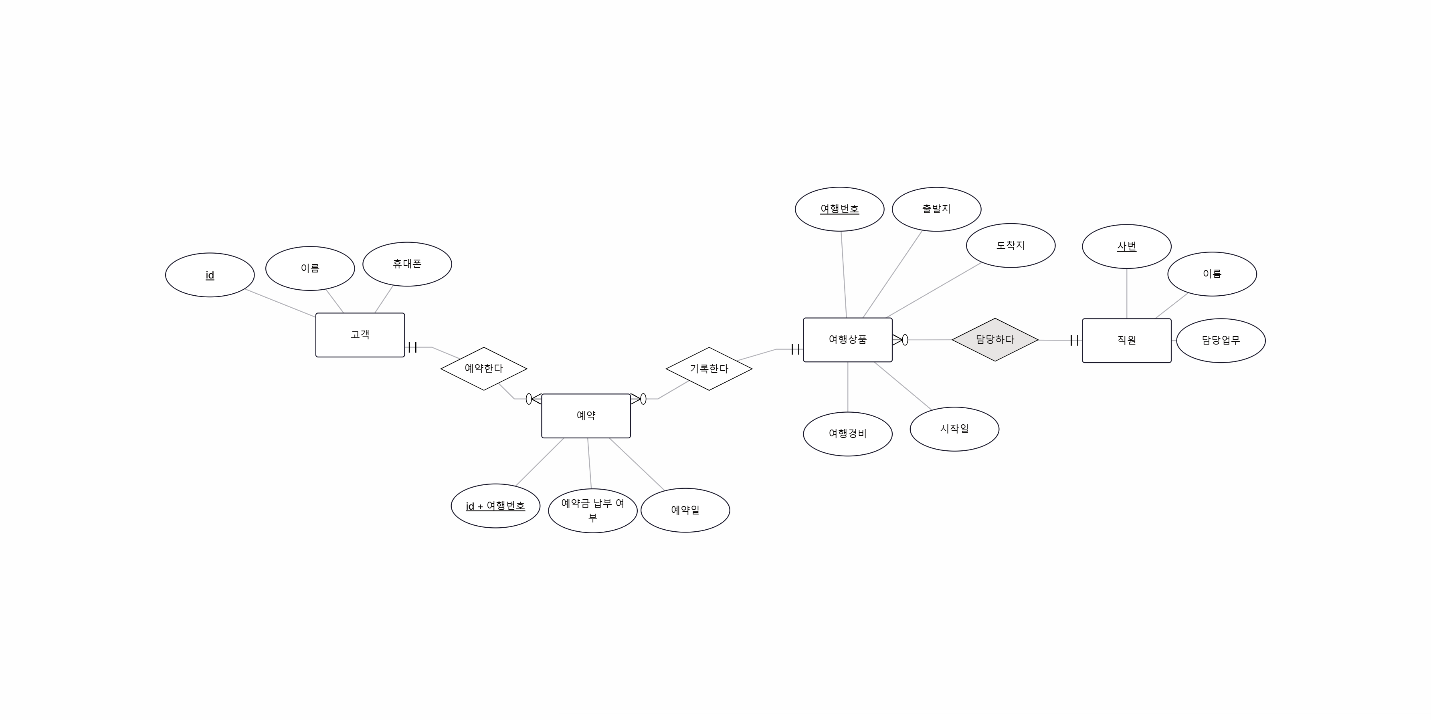 여행번호
출발지
도착지
사번
id
이름
휴대폰
이름
고객
여행상품
담당하다
직원
담당업무
예약한다
기록한다
예약
여행경비
시작일
id + 여행번호
예약금 납부 여
부
예약일